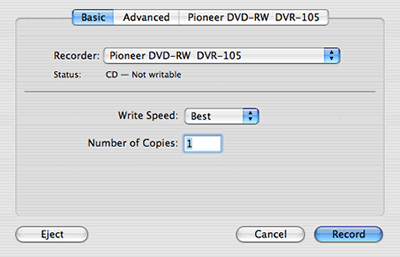 Basic Advanced Pioneer DVD-RW DVR-105
Recorder: Pioneer DVD-RW DVR-105
Status: CD — Not writable
Write Speed: Best
Number of Copies: 1
Eject Cancel Record